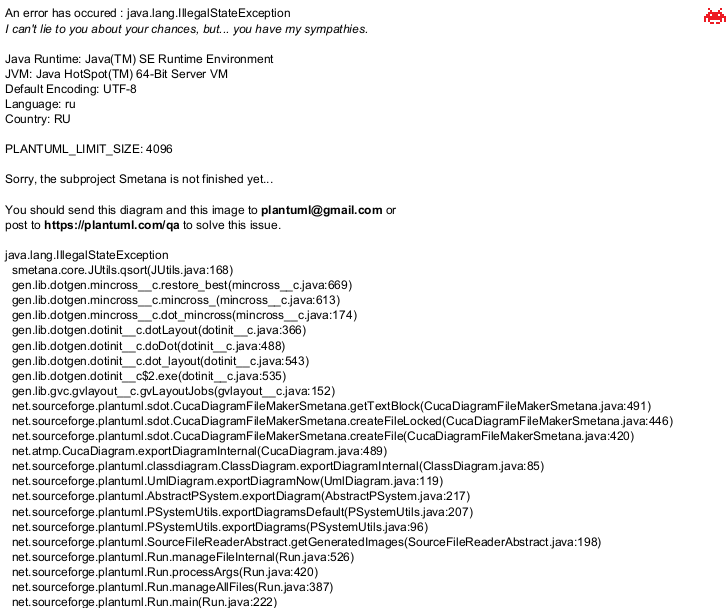 An error has occured : java.lang.IllegalStateException
I can't lie to you about your chances, but... you have my sympathies.
Java Runtime: Java(TM) SE Runtime Environment
JVM: Java HotSpot(TM) 64-Bit Server VM
Default Encoding: UTF-8
Language: ru
Country: RU
PLANTUML_LIMIT_SIZE: 4096
Sorry, the subproject Smetana is not finished yet...
You should send this diagram and this image to plantuml@gmail.com or
post to https://plantuml.com/qa to solve this issue.
java.lang.IllegalStateException
smetana.core.JUtils.qsort(JUtils.java:168)
gen.lib.dotgen.mincross__c.restore_best(mincross__c.java:669)
gen.lib.dotgen.mincross__c.mincross_(mincross__c.java:613)
gen.lib.dotgen.mincross__c.dot_mincross(mincross__c.java:174)
gen.lib.dotgen.dotinit__c.dotLayout(dotinit__c.java:366)
gen.lib.dotgen.dotinit__c.doDot(dotinit__c.java:488)
gen.lib.dotgen.dotinit__c.dot_layout(dotinit__c.java:543)
gen.lib.dotgen.dotinit__c$2.exe(dotinit__c.java:535)
gen.lib.gvc.gvlayout__c.gvLayoutJobs(gvlayout__c.java:152)
net.sourceforge.plantuml.sdot.CucaDiagramFileMakerSmetana.getTextBlock(CucaDiagramFileMakerSmetana.java:491)
net.sourceforge.plantuml.sdot.CucaDiagramFileMakerSmetana.createFileLocked(CucaDiagramFileMakerSmetana.java:446)
net.sourceforge.plantuml.sdot.CucaDiagramFileMakerSmetana.createFile(CucaDiagramFileMakerSmetana.java:420)
net.atmp.CucaDiagram.exportDiagramInternal(CucaDiagram.java:489)
net.sourceforge.plantuml.classdiagram.ClassDiagram.exportDiagramInternal(ClassDiagram.java:85)
net.sourceforge.plantuml.UmlDiagram.exportDiagramNow(UmlDiagram.java:119)
net.sourceforge.plantuml.AbstractPSystem.exportDiagram(AbstractPSystem.java:217)
net.sourceforge.plantuml.PSystemUtils.exportDiagramsDefault(PSystemUtils.java:207)
net.sourceforge.plantuml.PSystemUtils.exportDiagrams(PSystemUtils.java:96)
net.sourceforge.plantuml.SourceFileReaderAbstract.getGeneratedImages(SourceFileReaderAbstract.java:198)
net.sourceforge.plantuml.Run.manageFileInternal(Run.java:526)
net.sourceforge.plantuml.Run.processArgs(Run.java:420)
net.sourceforge.plantuml.Run.manageAllFiles(Run.java:387)
net.sourceforge.plantuml.Run.main(Run.java:222)